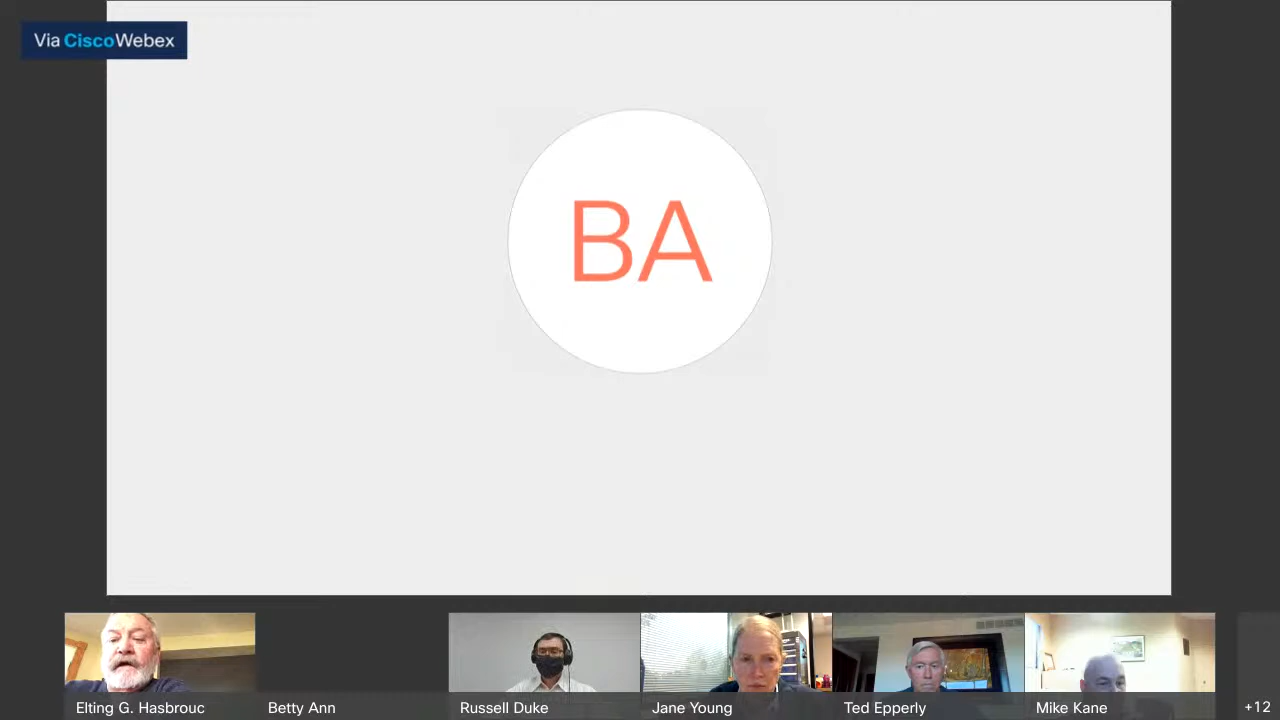 Via CiscoWebex
BA
Elting G. Hasbrouc
Betty Ann
Russell Duke
Jane Young
Ted Epperly
Mike Kane
+12